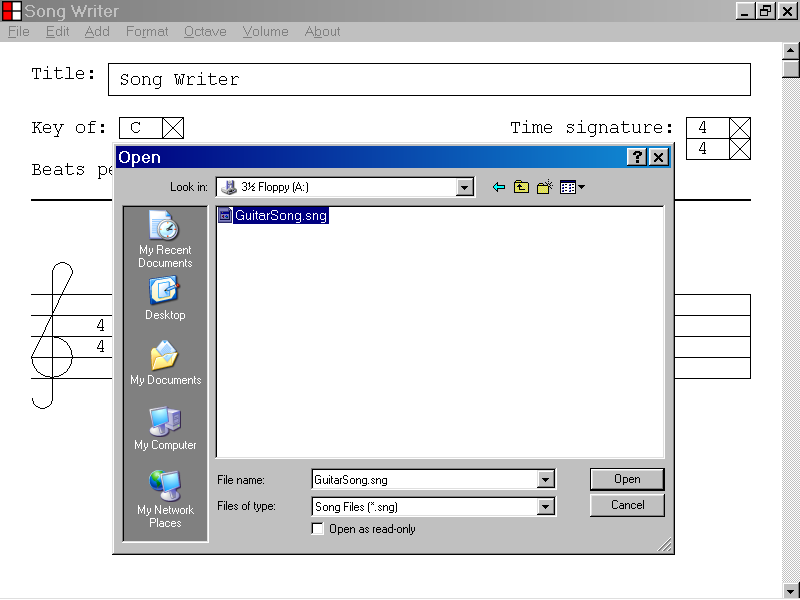 Song Writer
File Edit Add Format Octave Volume About
Title: Song Writer
Key of: C
Time signature: 4
4
Beats pe
Open
Look in: 3½ Floppy (A:)
GuitarSong.sng
My Recent
Documents
Desktop
My Documents
My Computer
My Network
Places
4
4
File name: GuitarSong.sng
Open
Files of type: Song Files (*.sng)
Cancel
Open as read-only